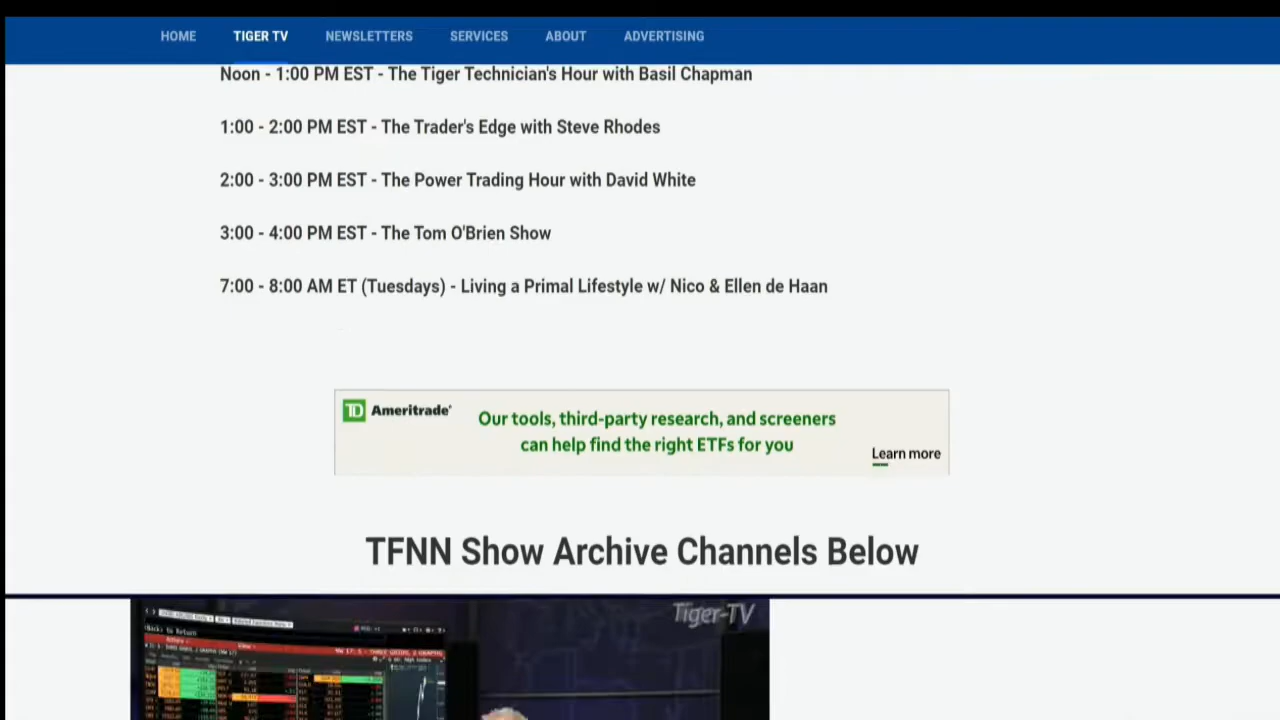 HOME TIGER TV NEWSLETTERS SERVICES ABOUT ADVERTISING
Noon - 1:00 PM EST - The Tiger Technician's Hour with Basil Chapman
1:00 - 2:00 PM EST - The Trader's Edge with Steve Rhodes
2:00 - 3:00 PM EST - The Power Trading Hour with David White
3:00 - 4:00 PM EST - The Tom O'Brien Show
7:00 - 8:00 AM ET (Tuesdays) - Living a Primal Lifestyle w/ Nico & Ellen de Haan
TD Ameritrade
Our tools, third-party research, and screeners
can help find the right ETFs for you
Learn more
TFNN Show Archive Channels Below
Tiger-TV